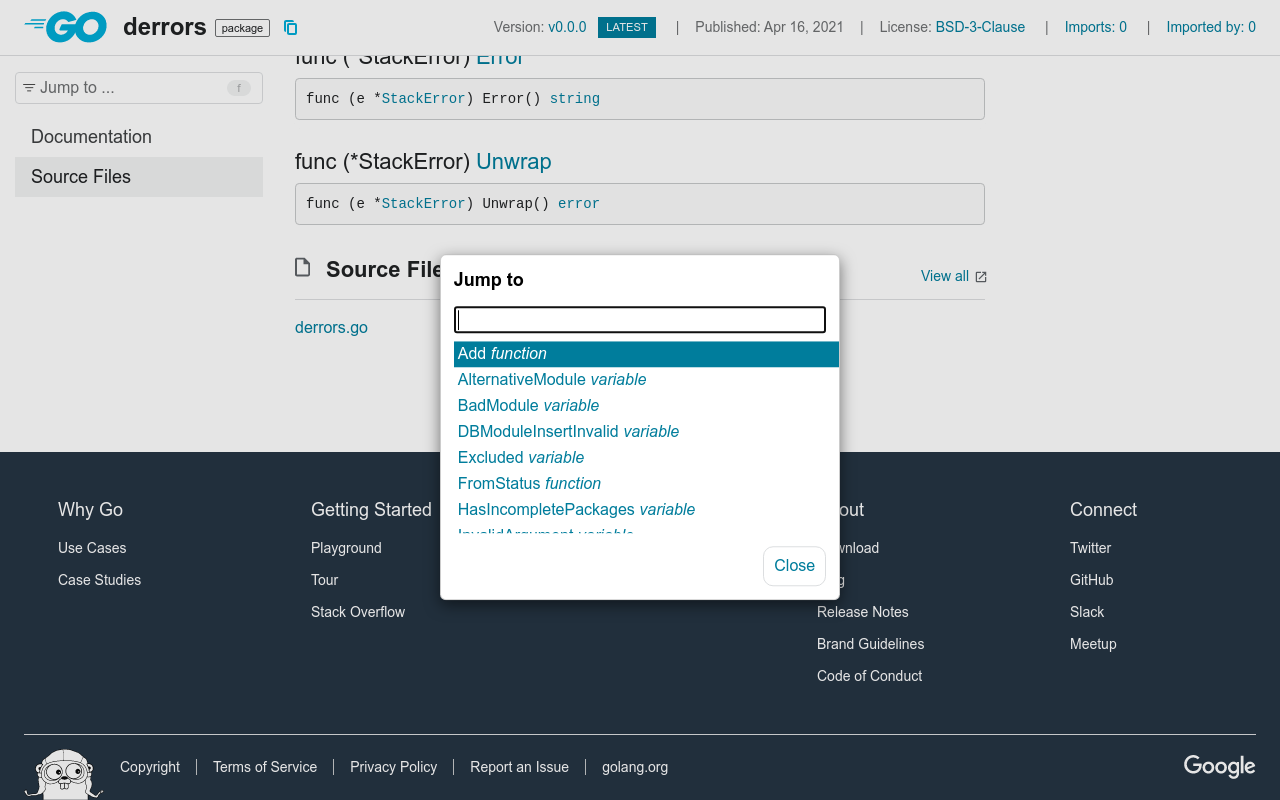 GO derrors package
Version: v0.0.0 LATEST | Published: Apr 16, 2021 | License: BSD-3-Clause | Imports: 0 | Imported by: 0
Jump to ... f
Documentation
Source Files
func (*StackError) Error
func (e *StackError) Error() string
func (*StackError) Unwrap
func (e *StackError) Unwrap() error
Source File
View all
derrors.go
Jump to
Add function
AlternativeModule variable
BadModule variable
DBModuleInsertInvalid variable
Excluded variable
FromStatus function
HasIncompletePackages variable
InvalidArgument variable
Close
Why Go
Use Cases
Case Studies
Getting Started
Playground
Tour
Stack Overflow
out
wnload
g
Release Notes
Brand Guidelines
Code of Conduct
Connect
Twitter
GitHub
Slack
Meetup
Copyright | Terms of Service | Privacy Policy | Report an Issue | golang.org
Google